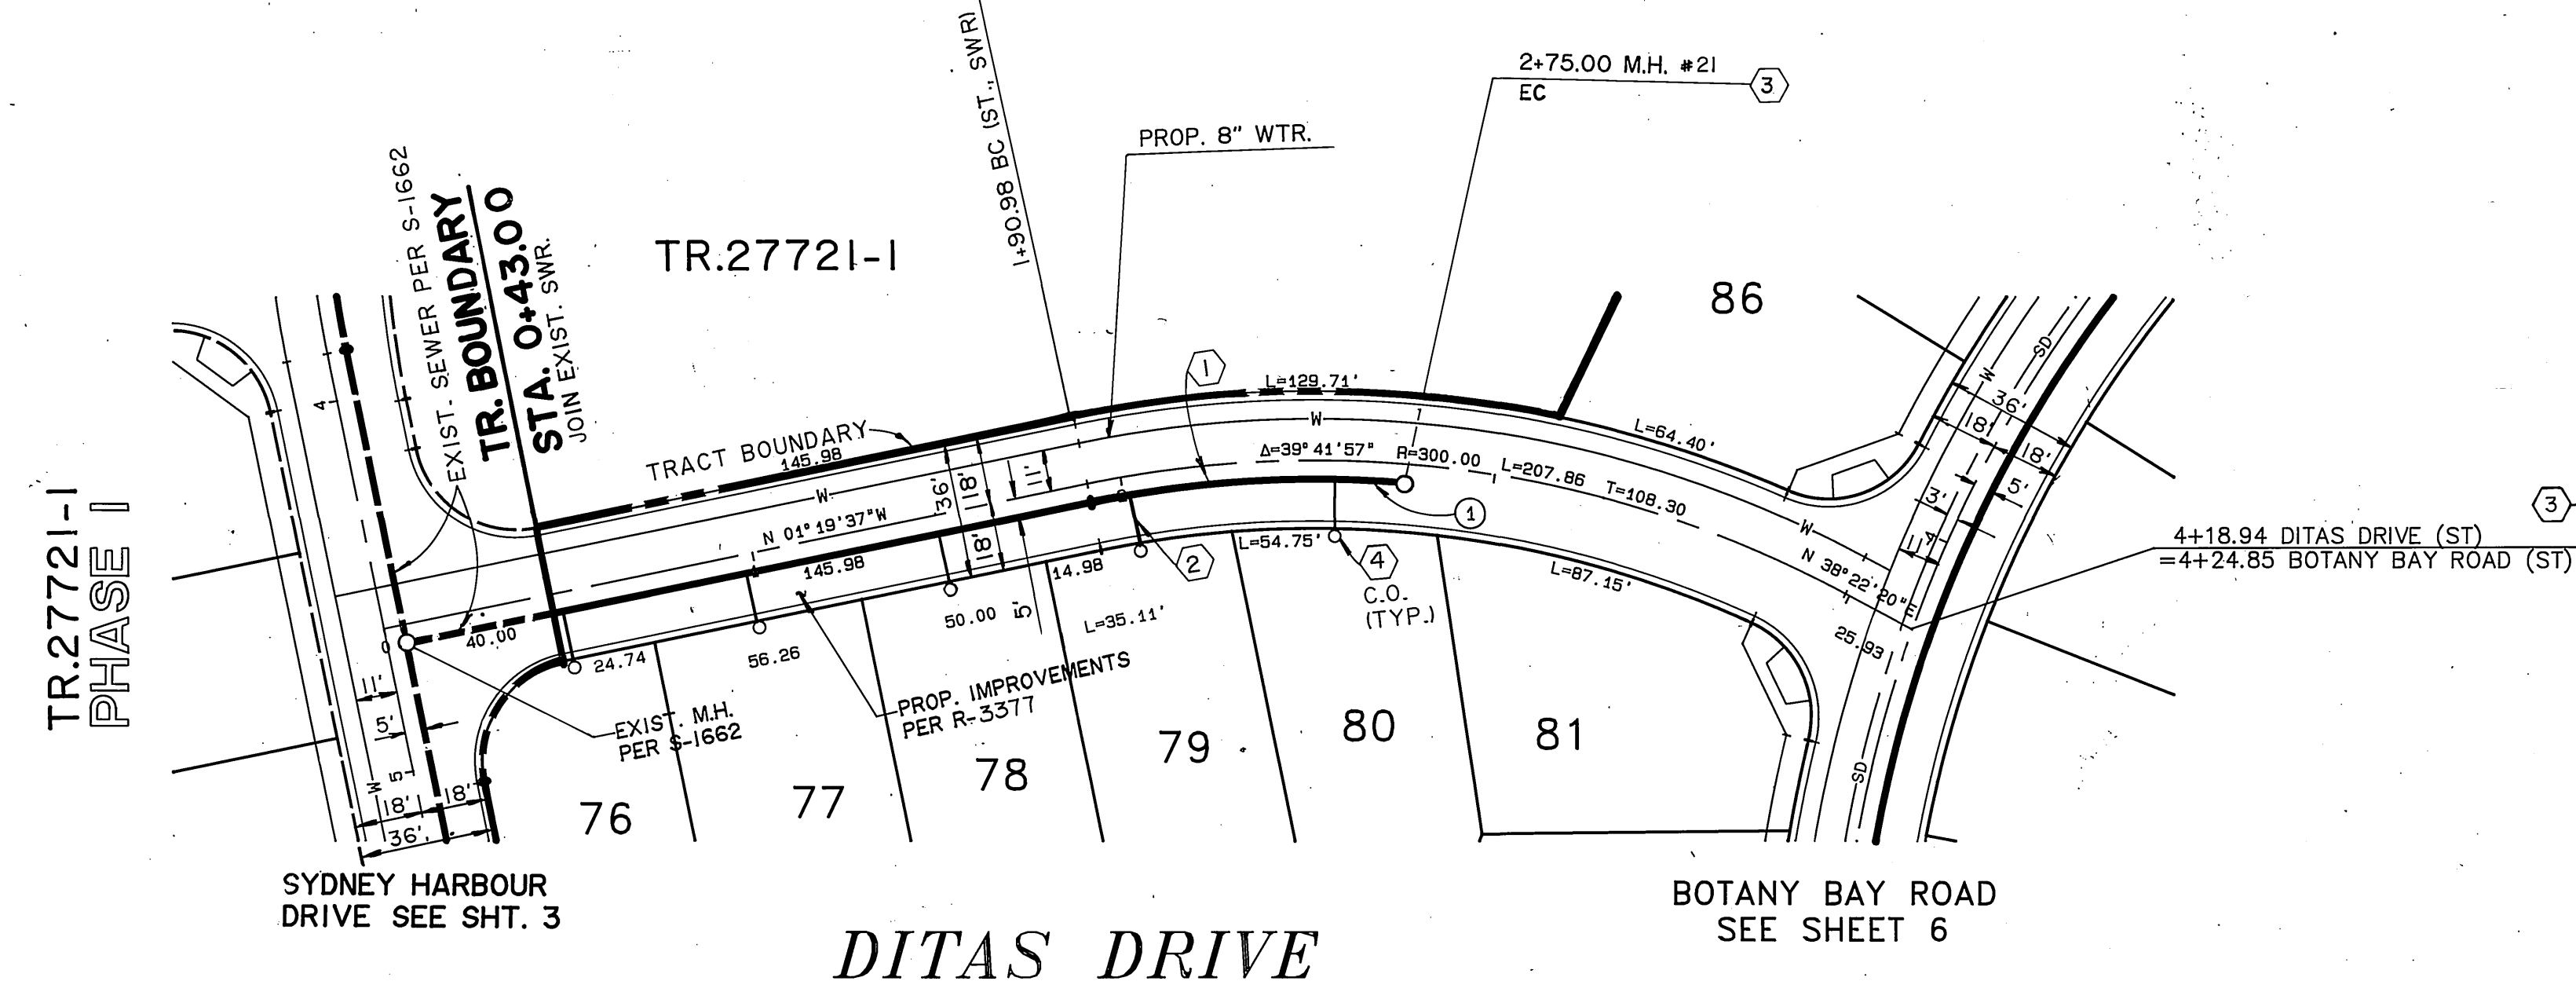 2+75.00 M.H. #21
EC
3
1+90.98 BC (ST., SWR)
PROP. 8" WTR.
EXIST. SEWER PER S-1662
TR. BOUNDARY
STA. 0+43.00
JOIN EXIST. SWR.
TR.27721-1
86
1
L=129.71'
W
SD
W
36'
18'
18'
L=64.40'
TRACT BOUNDARY
145.98
Δ=39°41'57" R=300.00 L=207.86 T=108.30
11'
36'
18'
W
18'
N 01°19'37"W
1
3'
5'
11'
4
W
N 38°22'20"E
3
4+18.94 DITAS DRIVE (ST)
=4+24.85 BOTANY BAY ROAD (ST)
4
TR.27721-1
PHASE I
0
40.00
145.98
14.98
2
L=54.75'
4
C.O.
(TYP.)
L=87.15'
24.74
56.26
50.00
5'
L=35.11'
25.93
11'
5'
5
W
18'
18'
36'
EXIST. M.H.
PER S-1662
PROP. IMPROVEMENTS
PER R-3377
76
77
78
79
80
81
SD
SYDNEY HARBOUR
DRIVE SEE SHT. 3
BOTANY BAY ROAD
SEE SHEET 6
DITAS DRIVE